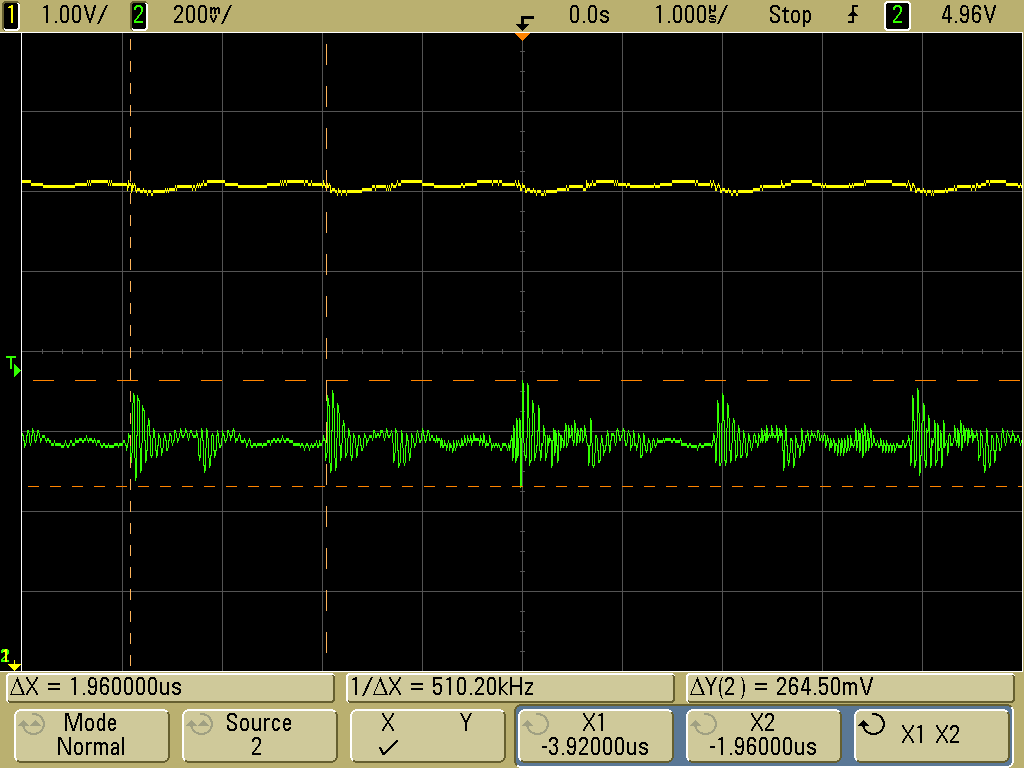 1 1.00V/ 2 200mV/ 0.0s 1.000us/ Stop 2 4.96V
T
2
ΔX = 1.960000us 1/ΔX = 510.20kHz ΔY(2) = 264.50mV
Mode Source X Y X1 X2
Normal 2 ✓ -3.92000us -1.96000us X1 X2